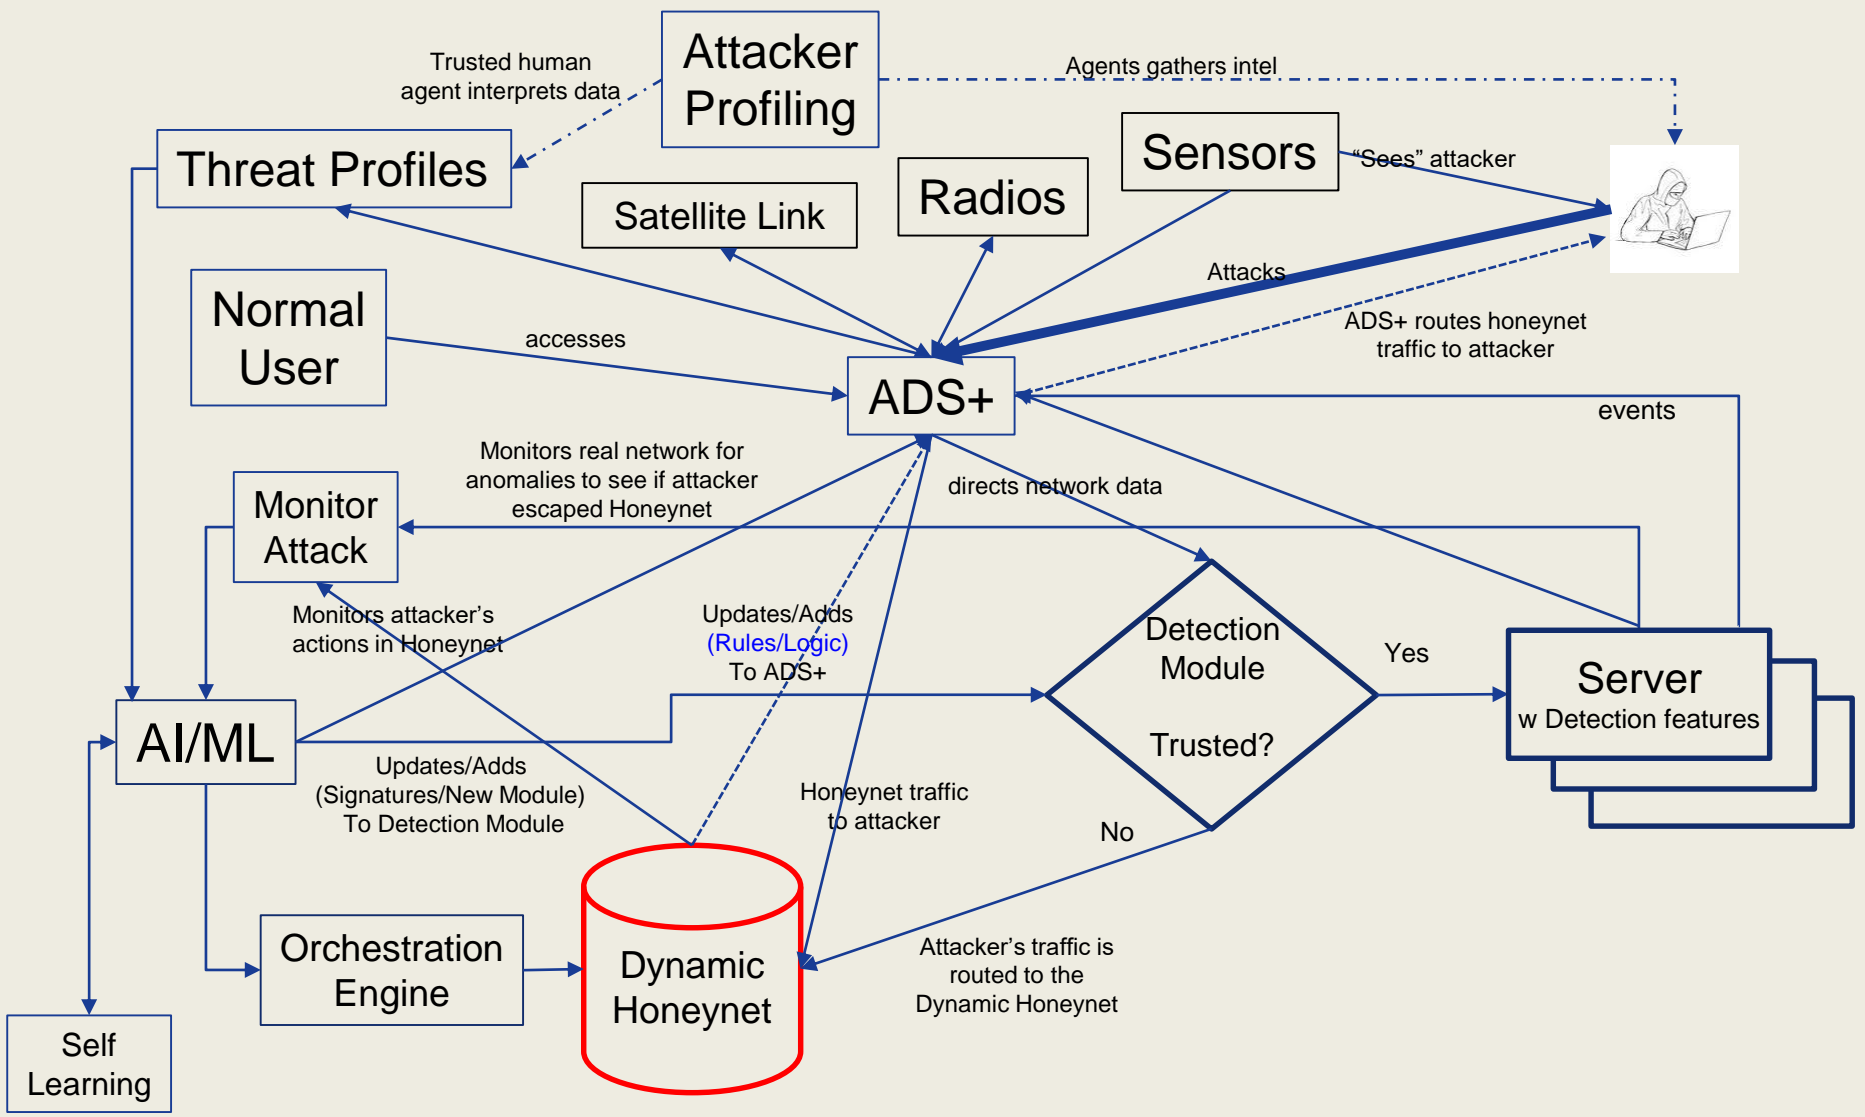 Attacker
Profiling
Trusted human
agent interprets data
Agents gathers intel
Threat Profiles
Satellite Link
Radios
Sensors
“Sees” attacker
Normal
User
accesses
Attacks
ADS+ routes honeynet
traffic to attacker
ADS+
events
Monitors real network for
anomalies to see if attacker
escaped Honeynet
directs network data
Monitor
Attack
Monitors attacker’s
actions in Honeynet
Updates/Adds
(Rules/Logic)
To ADS+
Detection
Module
Trusted?
Yes
Server
w Detection features
AI/ML
Updates/Adds
(Signatures/New Module)
To Detection Module
Honeynet traffic
to attacker
No
Orchestration
Engine
Dynamic
Honeynet
Attacker’s traffic is
routed to the
Dynamic Honeynet
Self
Learning